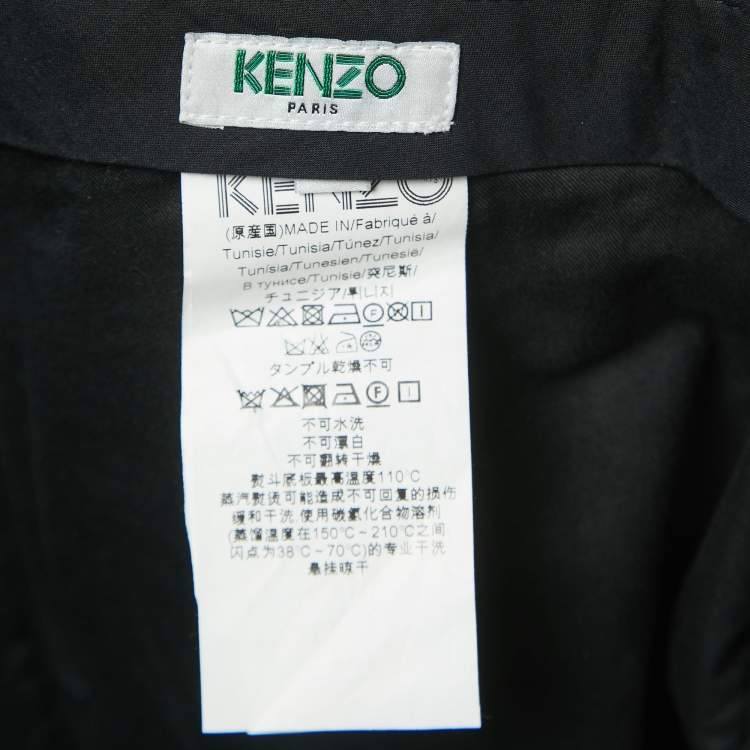 KENZO
PARIS
KENZO
(原産国)MADE IN/Fabriqué à/
Tunisie/Tunisia/Túnez/Tunisia/
Tunísia/Tunesien/Tunesië/
В тунисе/Tunisie/突尼斯/
チュニジア/튀니지
タンブル乾燥不可
不可水洗
不可漂白
不可翻转干燥
熨斗底板最高温度110℃
蒸汽熨烫可能造成不可回复的损伤
缓和干洗,使用碳氢化合物溶剂
(蒸馏温度在150℃~210℃之间
闪点为38℃~70℃)的专业干洗
悬挂晾干